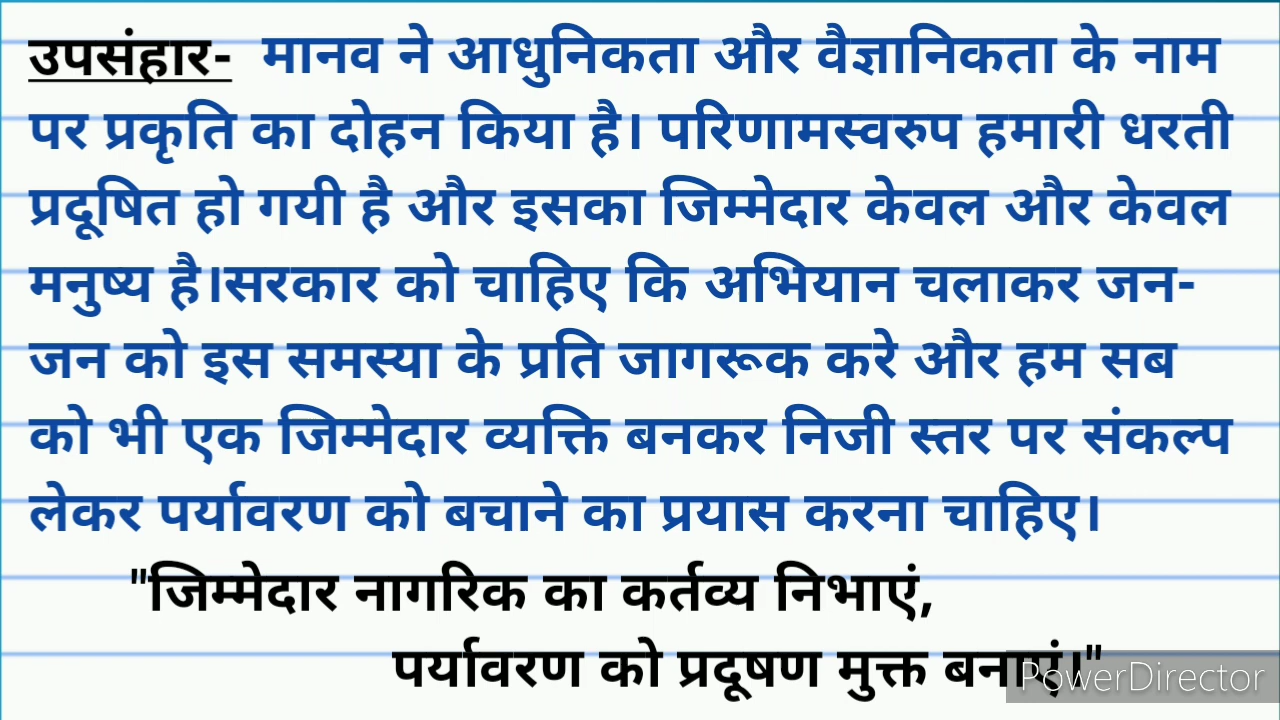 उपसंहार- मानव ने आधुनिकता और वैज्ञानिकता के नाम
पर प्रकृति का दोहन किया है। परिणामस्वरुप हमारी धरती
प्रदूषित हो गयी है और इसका जिम्मेदार केवल और केवल
मनुष्य है।सरकार को चाहिए कि अभियान चलाकर जन-
जन को इस समस्या के प्रति जागरूक करे और हम सब
को भी एक जिम्मेदार व्यक्ति बनकर निजी स्तर पर संकल्प
लेकर पर्यावरण को बचाने का प्रयास करना चाहिए।
"जिम्मेदार नागरिक का कर्तव्य निभाएं,
पर्यावरण को प्रदूषण मुक्त बनाएं।"
PowerDirector